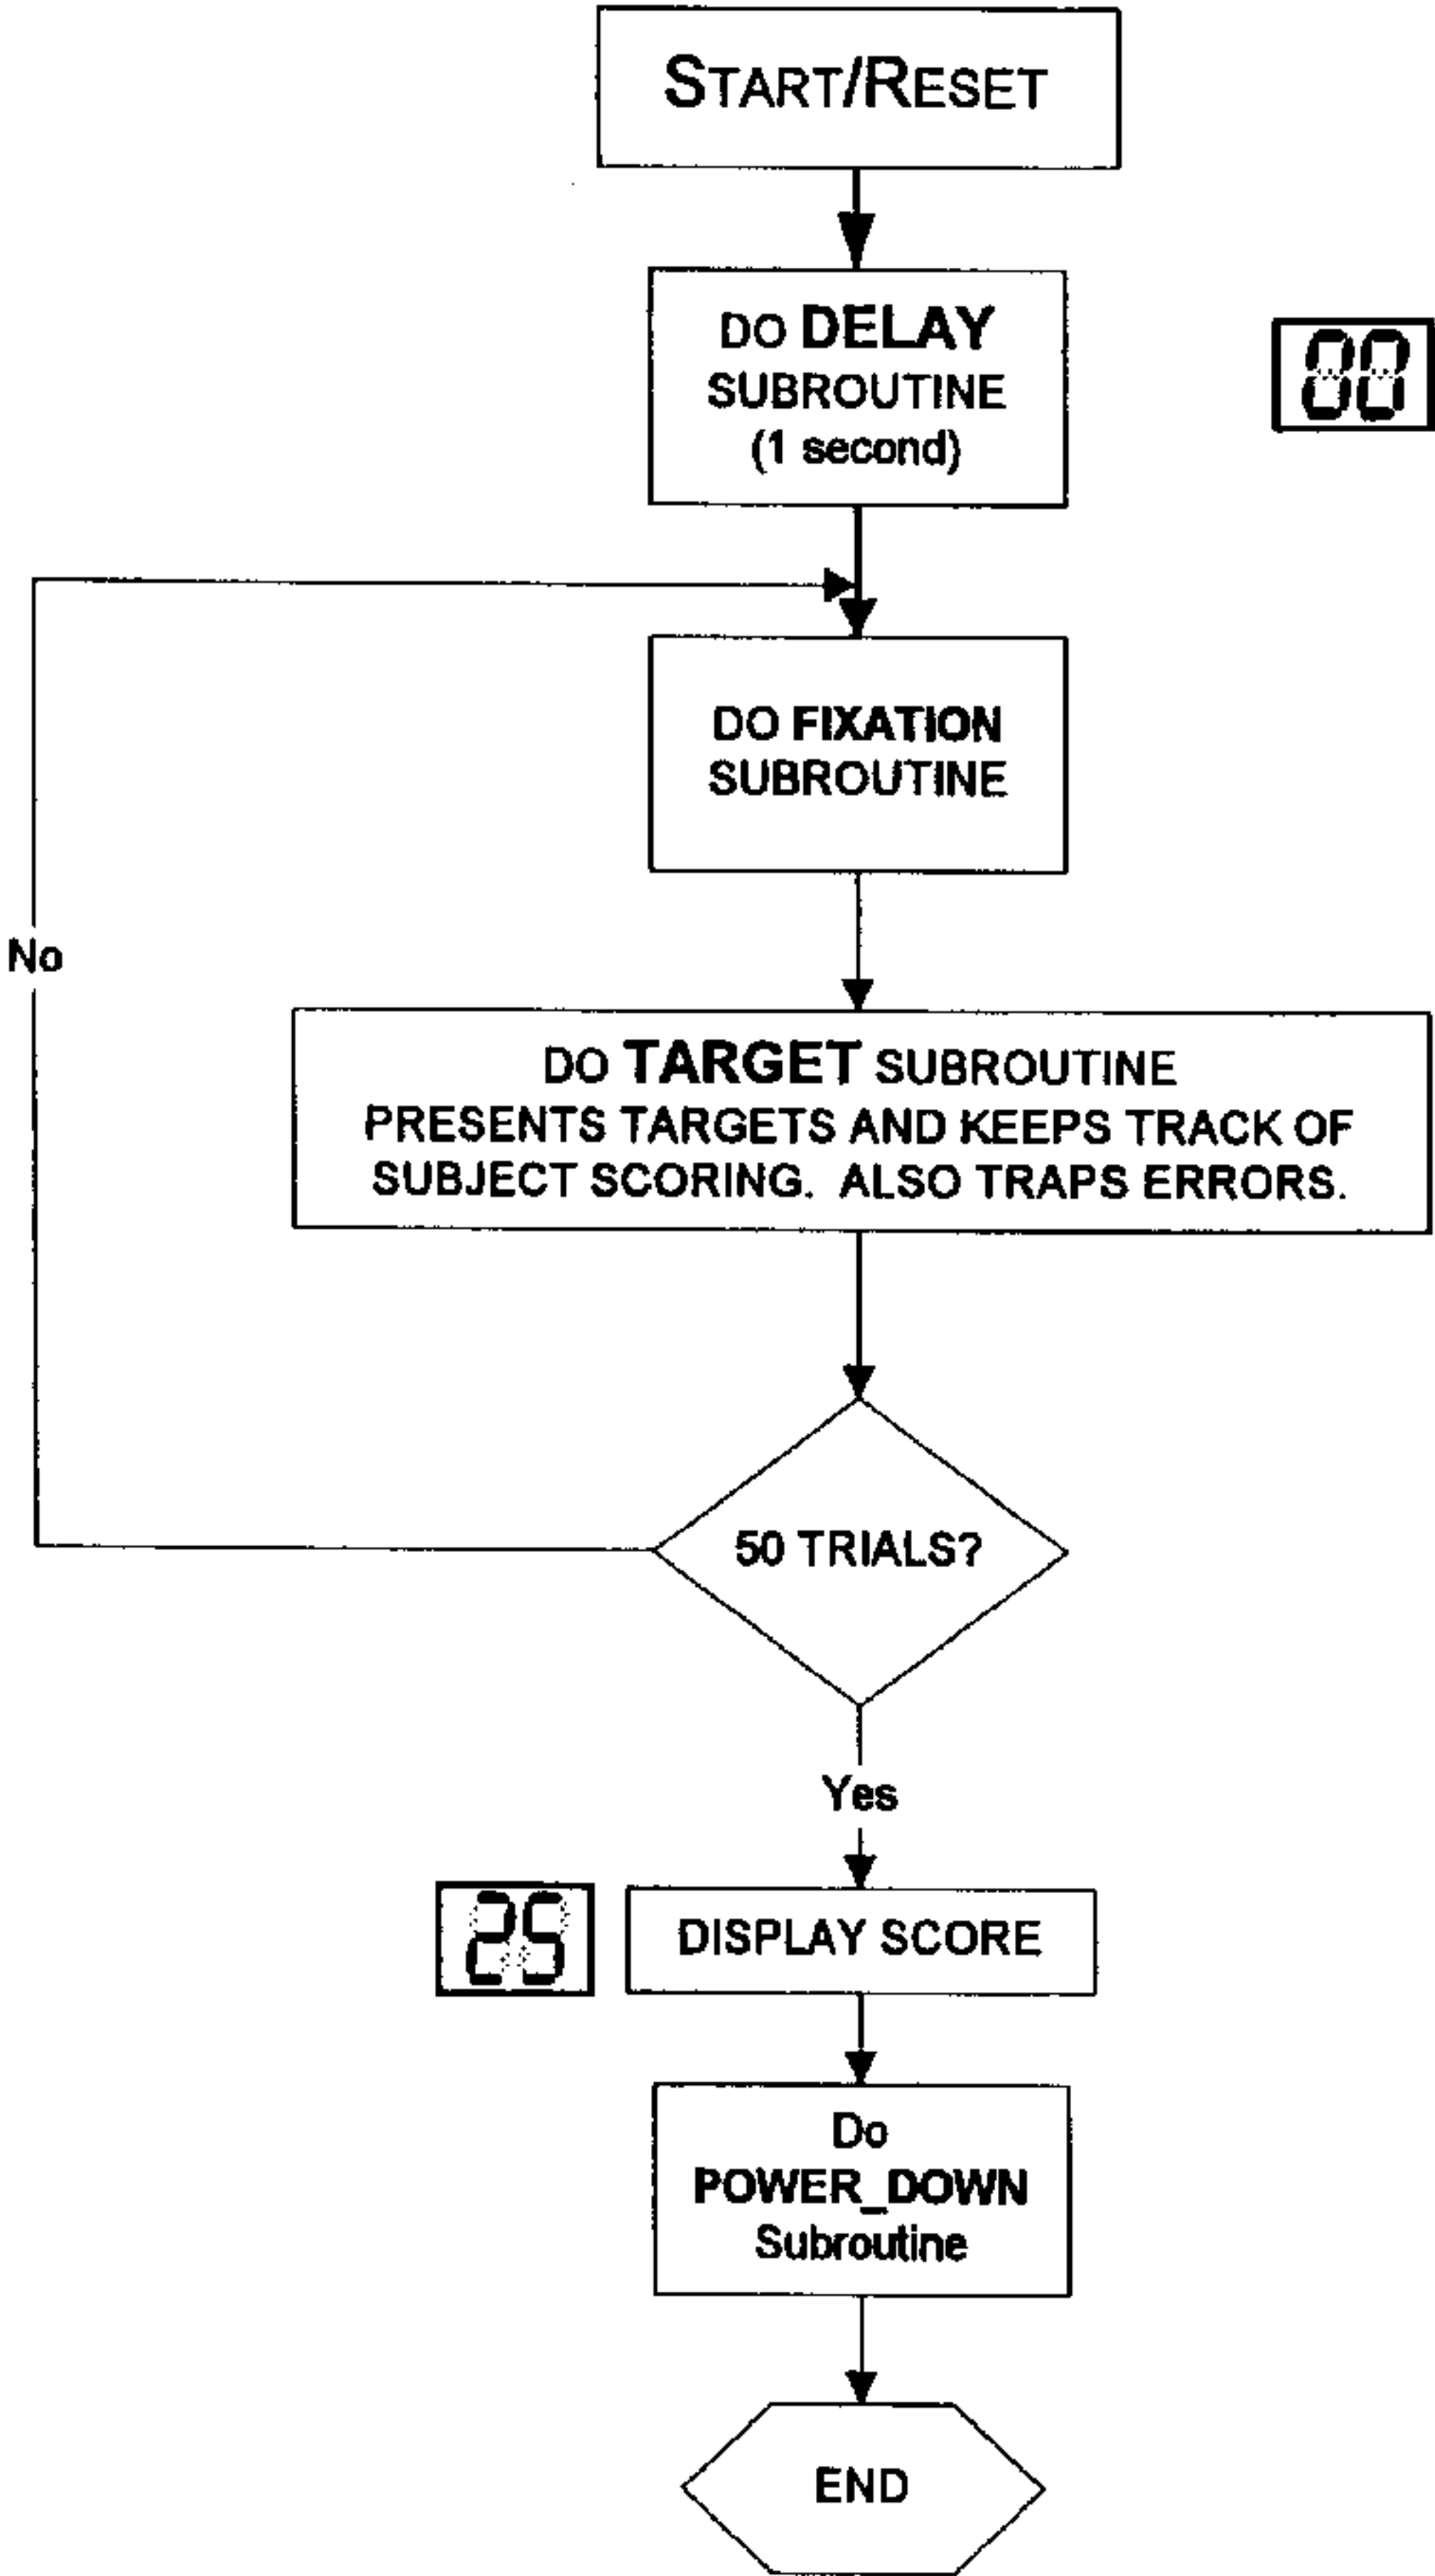 START/RESET
DO DELAY
SUBROUTINE
(1 second)
00
DO FIXATION
SUBROUTINE
No
DO TARGET SUBROUTINE
PRESENTS TARGETS AND KEEPS TRACK OF
SUBJECT SCORING. ALSO TRAPS ERRORS.
50 TRIALS?
Yes
25
DISPLAY SCORE
Do
POWER_DOWN
Subroutine
END